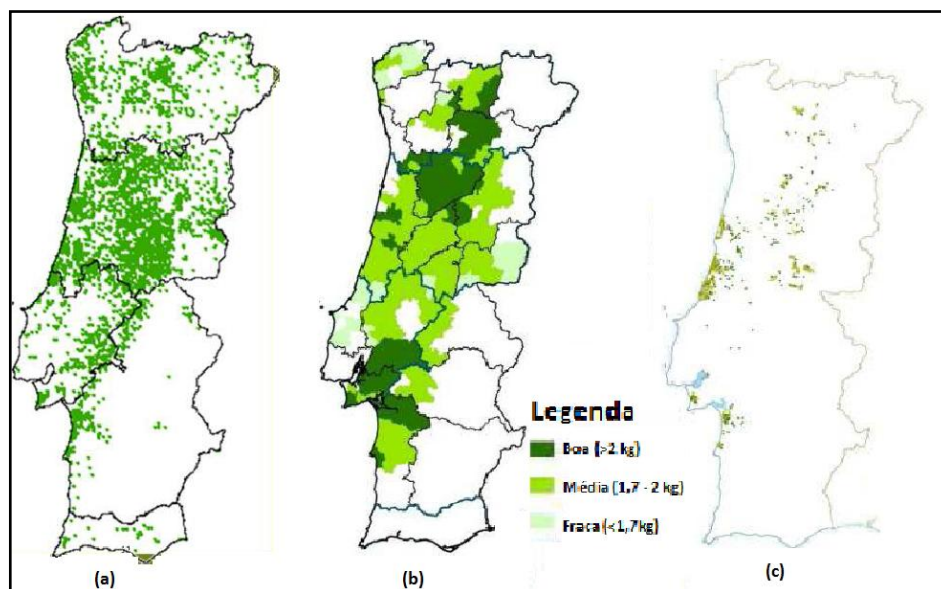 Legenda
Boa (>2 kg)
Média (1,7 - 2 kg)
Fraca (<1,7kg)
(a)
(b)
(c)